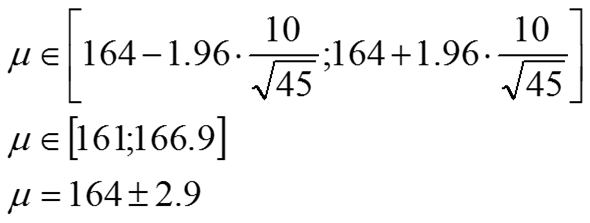 μ ∈ [164 − 1.96 · 10/√45 ;164 + 1.96 · 10/√45]
μ ∈ [161;166.9]
μ = 164 ± 2.9